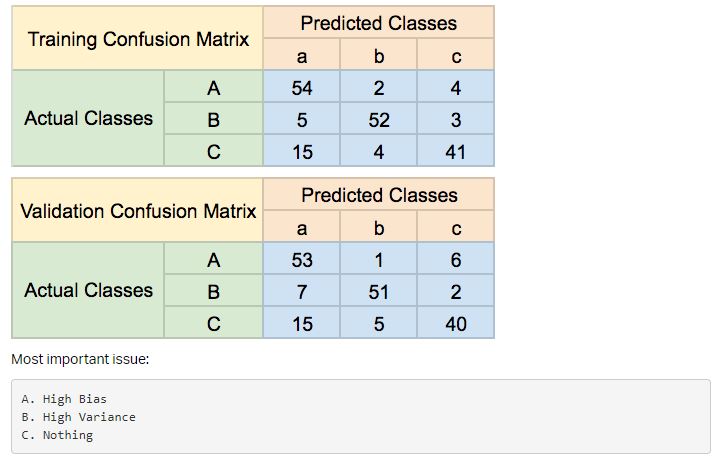 Training Confusion Matrix
Predicted Classes
a b c
Actual Classes
A 54 2 4
B 5 52 3
C 15 4 41
Validation Confusion Matrix
Predicted Classes
a b c
Actual Classes
A 53 1 6
B 7 51 2
C 15 5 40
Most important issue:
A. High Bias
B. High Variance
C. Nothing